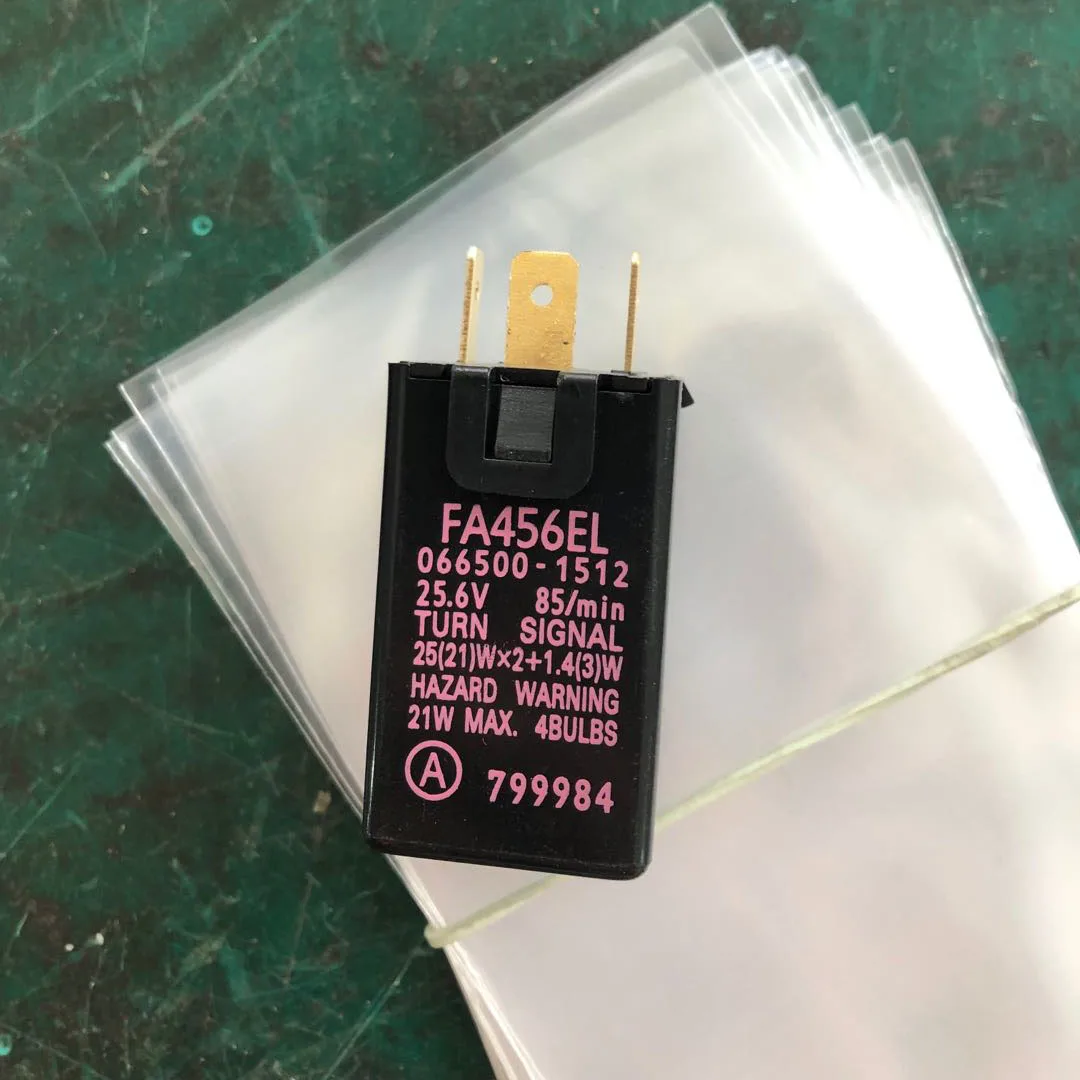 FA456EL
066500-1512
25.6V 85/min
TURN SIGNAL
25(21)W×2+1.4(3)W
HAZARD WARNING
21W MAX. 4BULBS
A 799984